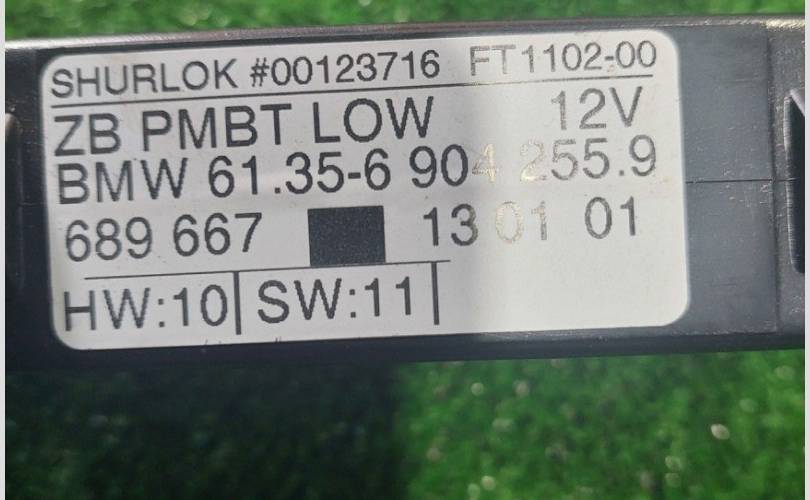 SHURLOK #00123716 FT1102-00
ZB PMBT LOW 12V
BMW 61.35-6 904 255.9
689 667 13 01 01
HW:10 SW:11